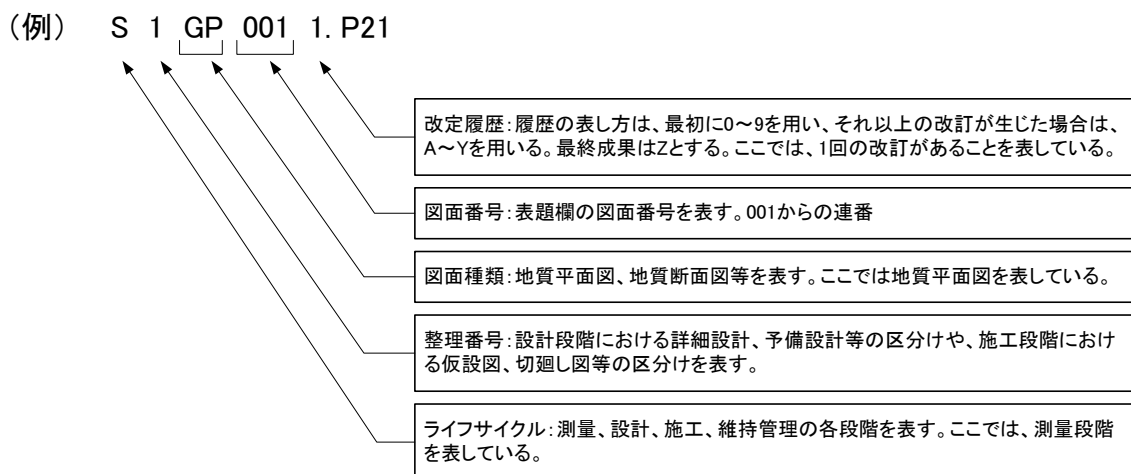 (例) S 1 GP 001 1. P21
改定履歴:履歴の表し方は、最初に0~9を用い、それ以上の改訂が生じた場合は、
A~Yを用いる。最終成果はZとする。ここでは、1回の改訂があることを表している。
図面番号:表題欄の図面番号を表す。001からの連番
図面種類:地質平面図、地質断面図等を表す。ここでは地質平面図を表している。
整理番号:設計段階における詳細設計、予備設計等の区分けや、施工段階におけ
る仮設図、切廻し図等の区分けを表す。
ライフサイクル:測量、設計、施工、維持管理の各段階を表す。ここでは、測量段階
を表している。